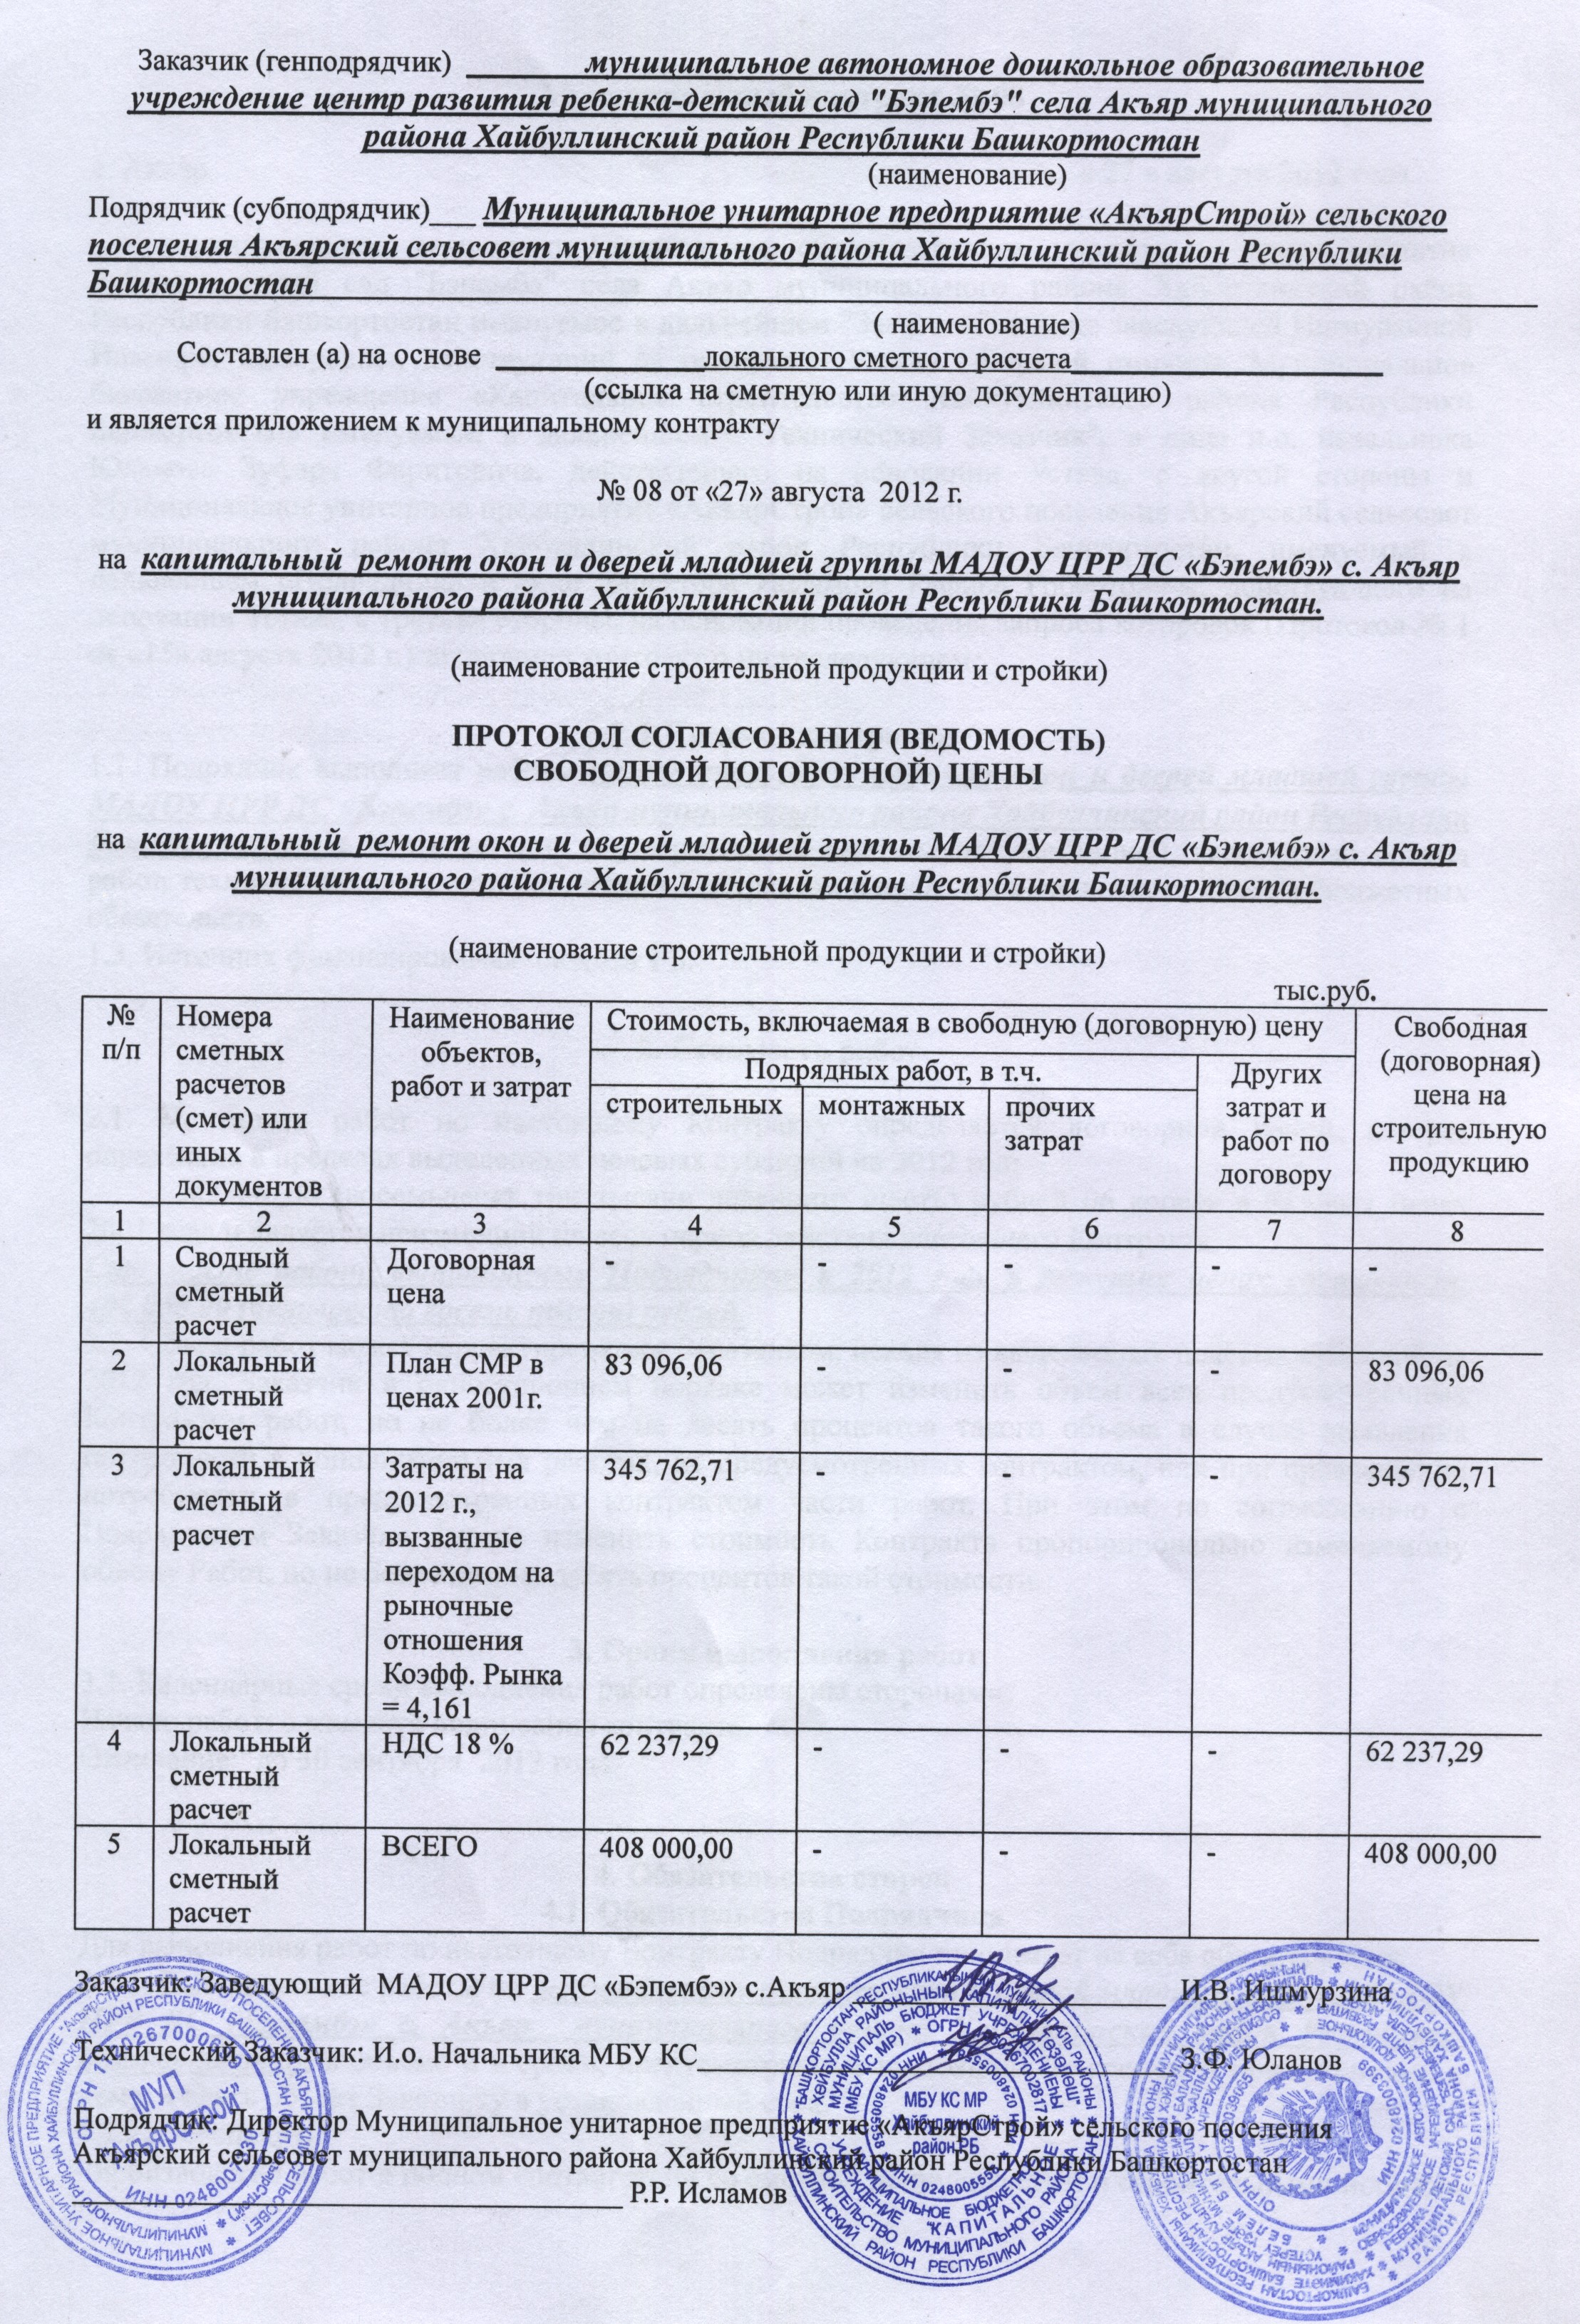 Заказчик (генподрядчик) ________муниципальное автономное дошкольное образовательное
учреждение центр развития ребенка-детский сад "Бэпембэ" села Акъяр муниципального
района Хайбуллинский район Республики Башкортостан
(наименование)
Подрядчик (субподрядчик)___ Муниципальное унитарное предприятие «АкъярСтрой» сельского
поселения Акъярский сельсовет муниципального района Хайбуллинский район Республики
Башкортостан
( наименование)
Составлен (а) на основе ______________локального сметного расчета____________________
(ссылка на сметную или иную документацию)
и является приложением к муниципальному контракту
№ 08 от «27» августа 2012 г.
на капитальный ремонт окон и дверей младшей группы МАДОУ ЦРР ДС «Бэпембэ» с. Акъяр
муниципального района Хайбуллинский район Республики Башкортостан.
(наименование строительной продукции и стройки)
ПРОТОКОЛ СОГЛАСОВАНИЯ (ВЕДОМОСТЬ)
СВОБОДНОЙ ДОГОВОРНОЙ) ЦЕНЫ
на капитальный ремонт окон и дверей младшей группы МАДОУ ЦРР ДС «Бэпембэ» с. Акъяр
муниципального района Хайбуллинский район Республики Башкортостан.
(наименование строительной продукции и стройки)
тыс.руб.
№
п/п
Номера
сметных
расчетов
(смет) или
иных
документов
Наименование
объектов,
работ и затрат
Стоимость, включаемая в свободную (договорную) цену
Подрядных работ, в т.ч.
строительных
монтажных
прочих
затрат
Других
затрат и
работ по
договору
Свободная
(договорная)
цена на
строительную
продукцию
1 2 3 4 5 6 7 8
1
Сводный
сметный
расчет
Договорная
цена
- - - - -
2
Локальный
сметный
расчет
План СМР в
ценах 2001г.
83 096,06 - - - 83 096,06
3
Локальный
сметный
расчет
Затраты на
2012 г.,
вызванные
переходом на
рыночные
отношения
Коэфф. Рынка
= 4,161
345 762,71 - - - 345 762,71
4
Локальный
сметный
расчет
НДС 18 %
62 237,29 - - - 62 237,29
5
Локальный
сметный
расчет
ВСЕГО
408 000,00 - - - 408 000,00
Заказчик: Заведующий МАДОУ ЦРР ДС «Бэпембэ» с.Акъяр______________________ И.В. Ишмурзина
Технический Заказчик: И.о. Начальника МБУ КС________________________________ З.Ф. Юланов
Подрядчик: Директор Муниципальное унитарное предприятие «АкъярСтрой» сельского поселения
Акъярский сельсовет муниципального района Хайбуллинский район Республики Башкортостан
______________________________________ Р.Р. Исламов
МУП
«АкъярСтрой»
МБУ КС МР
Хайбуллинский
район РБ